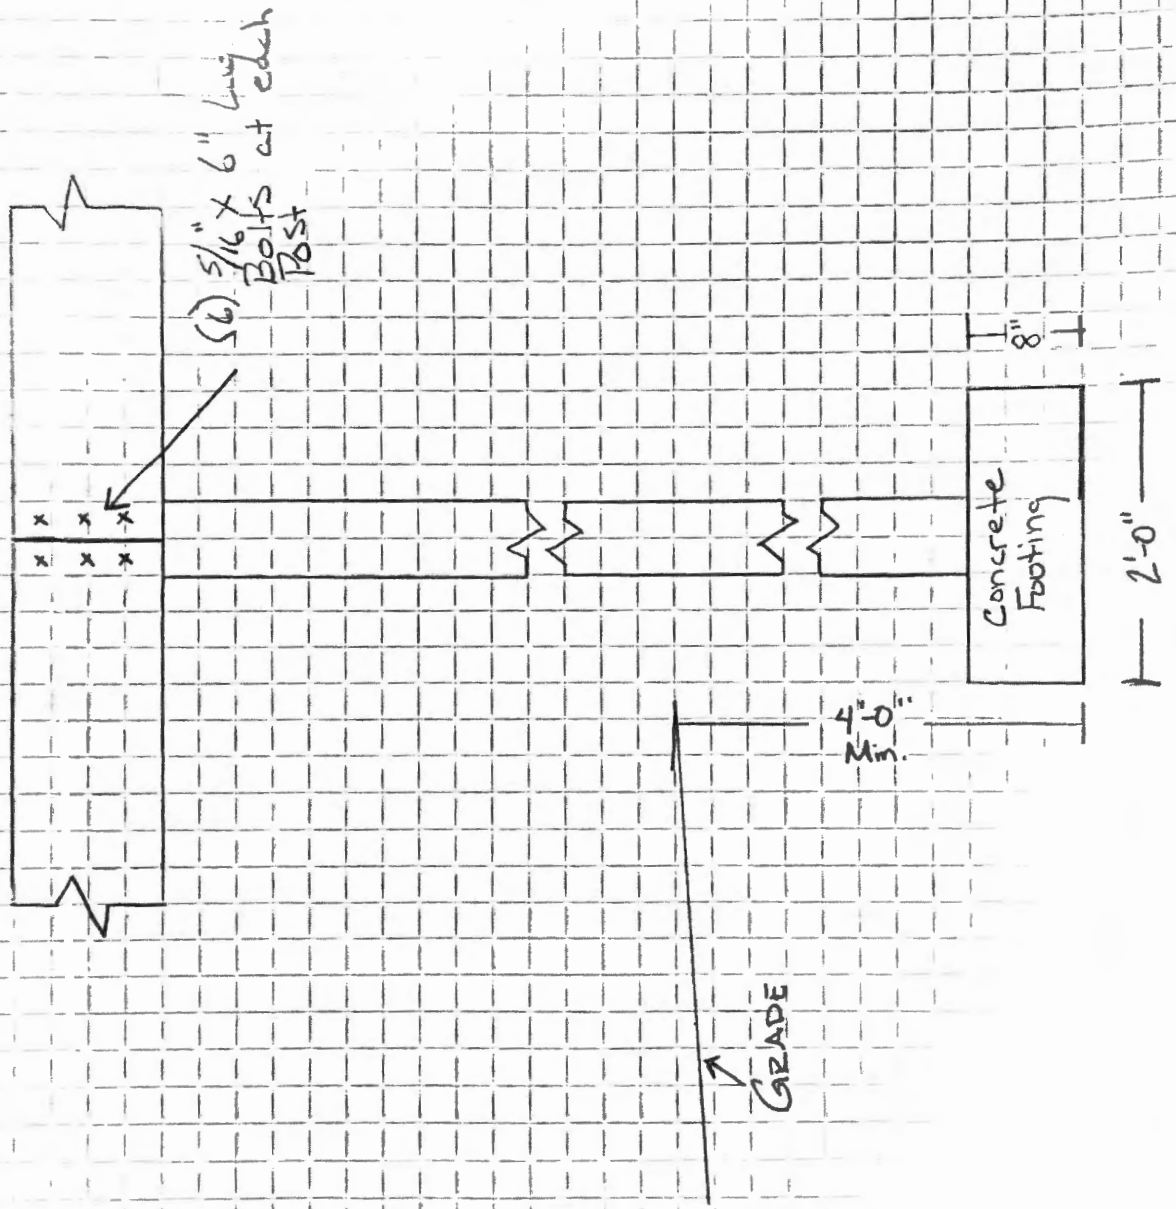 (6) 5/16" X 6" Lag
Bolts at each
Post
8"
Concrete
Footing
2'-0"
4"-0"
Min.
GRADE